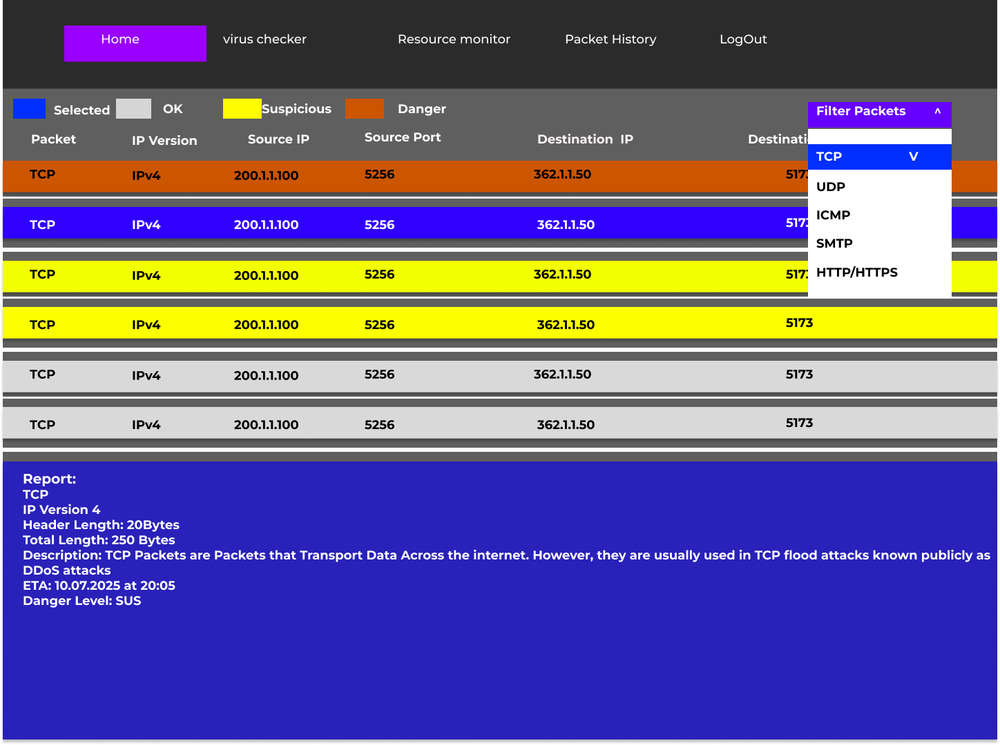 Home virus checker Resource monitor Packet History LogOut
Selected OK Suspicious Danger Filter Packets ^
Packet IP Version Source IP Source Port Destination IP Destinati
TCP V
TCP IPv4 200.1.1.100 5256 362.1.1.50 5173
UDP
ICMP
TCP IPv4 200.1.1.100 5256 362.1.1.50 5173
SMTP
HTTP/HTTPS
TCP IPv4 200.1.1.100 5256 362.1.1.50 5173
TCP IPv4 200.1.1.100 5256 362.1.1.50 5173
TCP IPv4 200.1.1.100 5256 362.1.1.50 5173
TCP IPv4 200.1.1.100 5256 362.1.1.50 5173
Report:
TCP
IP Version 4
Header Length: 20Bytes
Total Length: 250 Bytes
Description: TCP Packets are Packets that Transport Data Across the internet. However, they are usually used in TCP flood attacks known publicly as
DDoS attacks
ETA: 10.07.2025 at 20:05
Danger Level: SUS